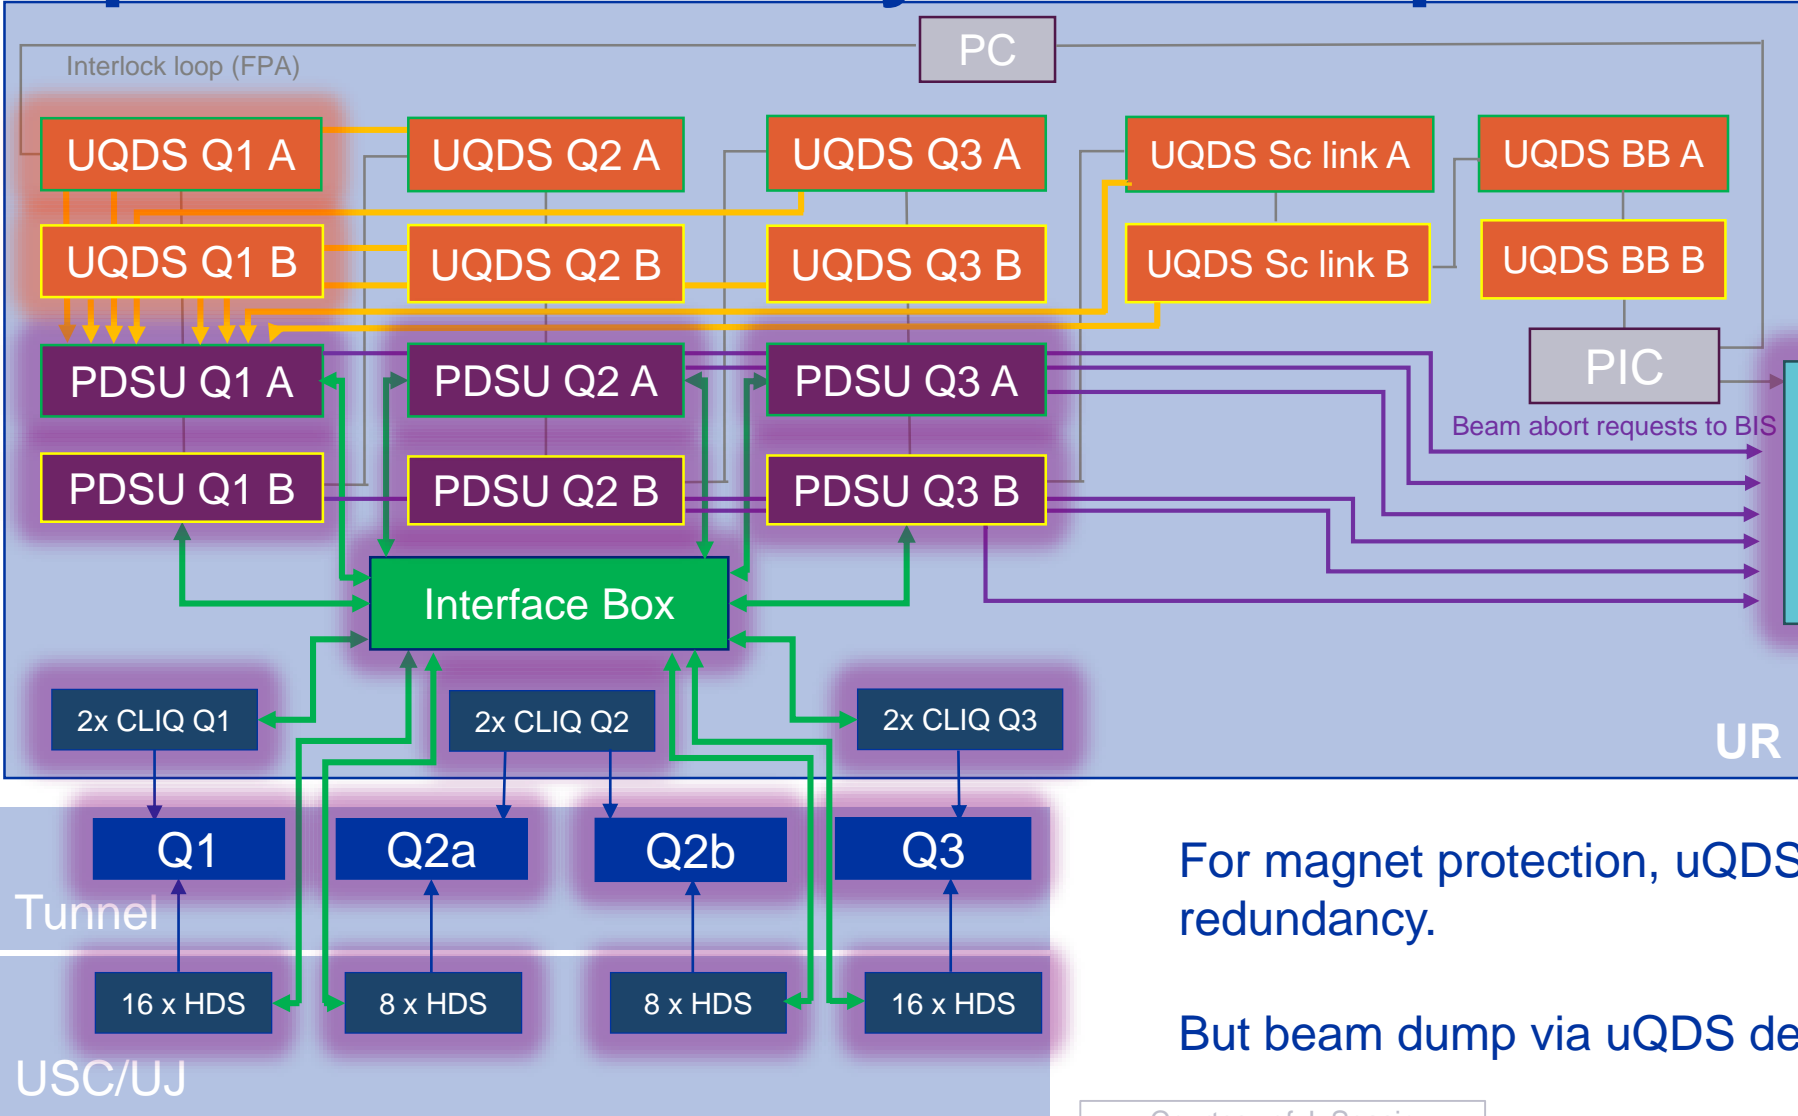 PC
Interlock loop (FPA)
UQDS Q1 A
UQDS Q2 A
UQDS Q3 A
UQDS Sc link A
UQDS BB A
UQDS Q1 B
UQDS Q2 B
UQDS Q3 B
UQDS Sc link B
UQDS BB B
PDSU Q1 A
PDSU Q2 A
PDSU Q3 A
PIC
Beam abort requests to BIS
PDSU Q1 B
PDSU Q2 B
PDSU Q3 B
Interface Box
2x CLIQ Q1
2x CLIQ Q2
2x CLIQ Q3
UR
Q1
Q2a
Q2b
Q3
For magnet protection, uQDS
redundancy.
Tunnel
16 x HDS
8 x HDS
8 x HDS
16 x HDS
But beam dump via uQDS de
USC/UJ